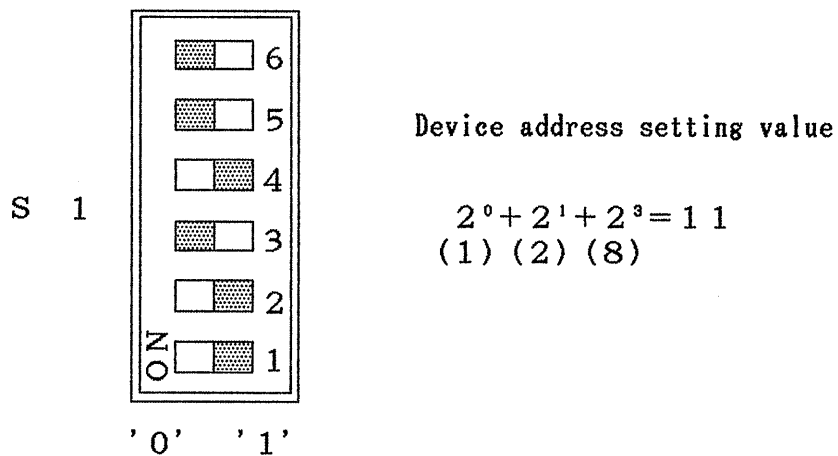 6
5
4
3
2
1
ON
S 1
'0' '1'
Device address setting value
2⁰+2¹+2³=11
(1) (2) (8)